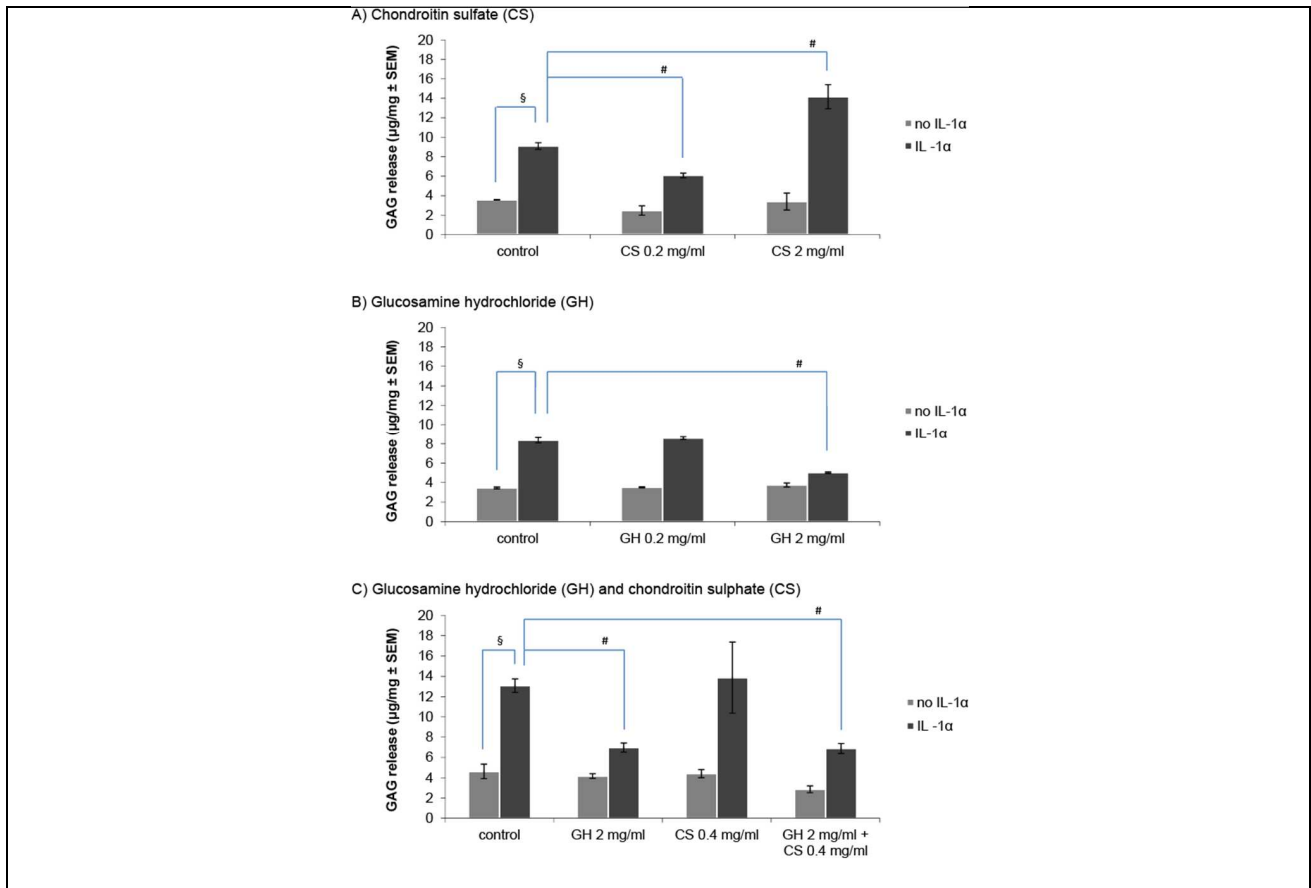 A) Chondroitin sulfate (CS)
GAG release (µg/mg ± SEM)
20
18
16
14
12
10
8
6
4
2
0
§
#
#
control
CS 0.2 mg/ml
CS 2 mg/ml
no IL-1α
IL -1α
B) Glucosamine hydrochloride (GH)
GAG release (µg/mg ± SEM)
20
18
16
14
12
10
8
6
4
2
0
§
#
control
GH 0.2 mg/ml
GH 2 mg/ml
no IL-1α
IL-1α
C) Glucosamine hydrochloride (GH) and chondroitin sulphate (CS)
GAG release (µg/mg ± SEM)
20
18
16
14
12
10
8
6
4
2
0
§
#
#
control
GH 2 mg/ml
CS 0.4 mg/ml
GH 2 mg/ml +
CS 0.4 mg/ml
no IL-1α
IL -1α